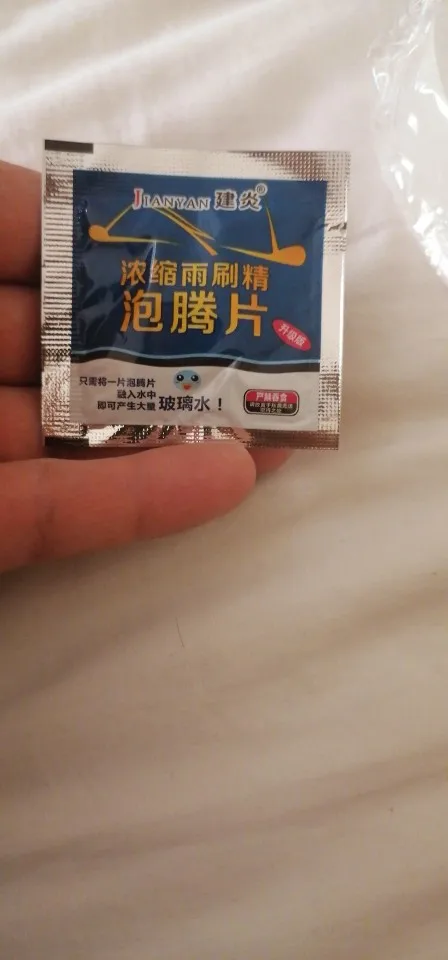 JIANYAN 建炎®
浓缩雨刷精
泡腾片
升级版
只需将一片泡腾片
融入水中
即可产生大量 玻璃水！
严禁吞食